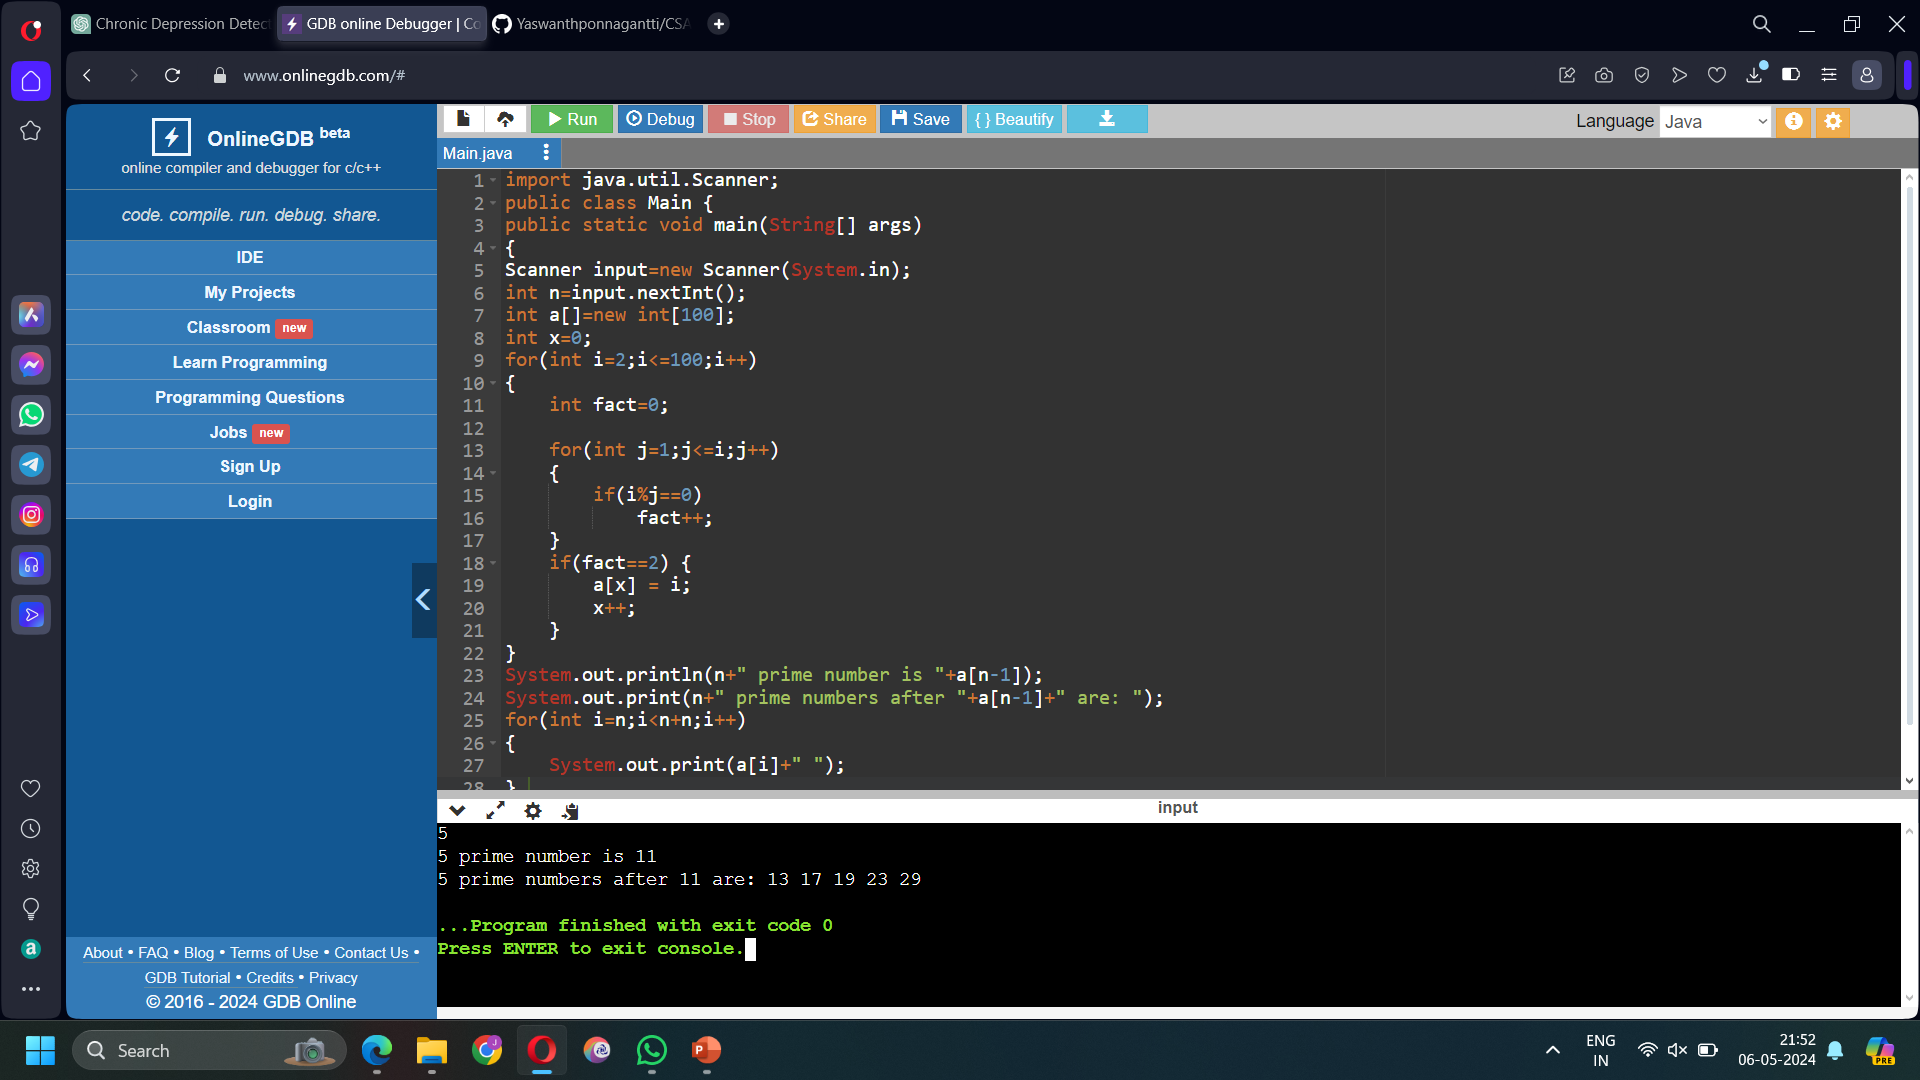 Chronic Depression Detect
GDB online Debugger | Co
Yaswanthponnagantti/CSA
www.onlinegdb.com/#
OnlineGDB beta
online compiler and debugger for c/c++
code. compile. run. debug. share.
IDE
My Projects
Classroom new
Learn Programming
Programming Questions
Jobs new
Sign Up
Login
About • FAQ • Blog • Terms of Use • Contact Us •
GDB Tutorial • Credits • Privacy
© 2016 - 2024 GDB Online
Run Debug Stop Share Save { } Beautify
Language Java
Main.java
1 import java.util.Scanner;
2 public class Main {
3 public static void main(String[] args)
4 {
5 Scanner input=new Scanner(System.in);
6 int n=input.nextInt();
7 int a[]=new int[100];
8 int x=0;
9 for(int i=2;i<=100;i++)
10 {
11 int fact=0;
12
13 for(int j=1;j<=i;j++)
14 {
15 if(i%j==0)
16 fact++;
17 }
18 if(fact==2) {
19 a[x] = i;
20 x++;
21 }
22 }
23 System.out.println(n+" prime number is "+a[n-1]);
24 System.out.print(n+" prime numbers after "+a[n-1]+" are: ");
25 for(int i=n;i<n+n;i++)
26 {
27 System.out.print(a[i]+" ");
28 }
input
5
5 prime number is 11
5 prime numbers after 11 are: 13 17 19 23 29
...Program finished with exit code 0
Press ENTER to exit console.
Search
ENG
IN
21:52
06-05-2024
PRE